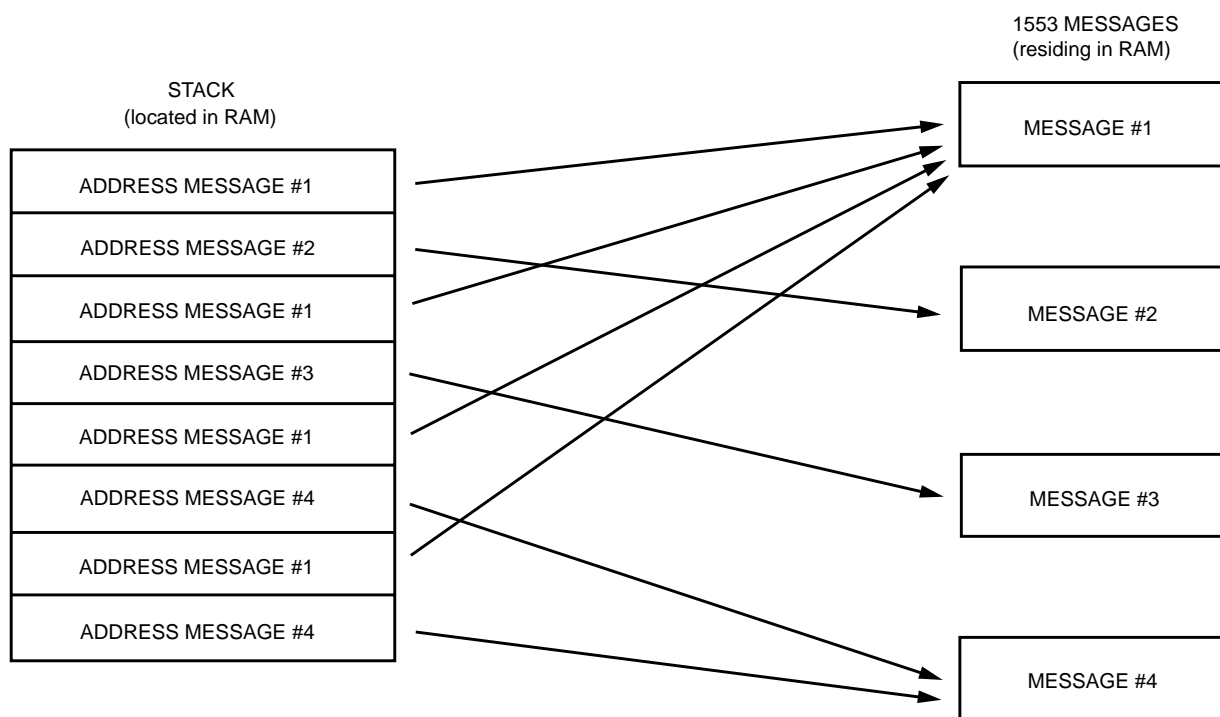 STACK
(located in RAM)
ADDRESS MESSAGE #1
ADDRESS MESSAGE #2
ADDRESS MESSAGE #1
ADDRESS MESSAGE #3
ADDRESS MESSAGE #1
ADDRESS MESSAGE #4
ADDRESS MESSAGE #1
ADDRESS MESSAGE #4
1553 MESSAGES
(residing in RAM)
MESSAGE #1
MESSAGE #2
MESSAGE #3
MESSAGE #4